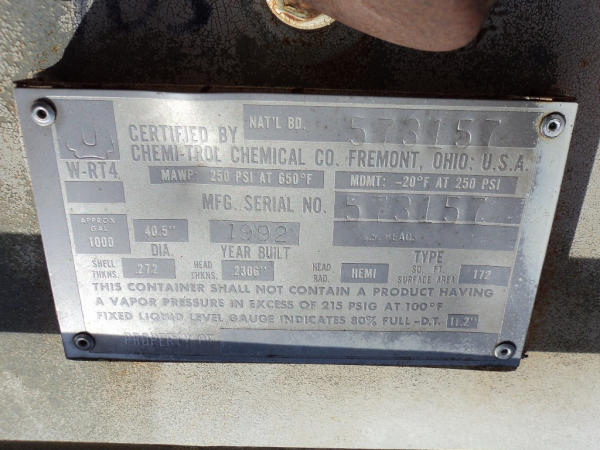 U
W-RT4
CERTIFIED BY NAT'L BD. 573157
CHEMI-TROL CHEMICAL CO. FREMONT, OHIO: U.S.A.
MAWP: 250 PSI AT 650°F MDMT: -20°F AT 250 PSI
MFG. SERIAL NO. 573157
APPROX GAL 1000 40.5" DIA. 1992 YEAR BUILT HEAD TYPE
SHELL THKNS. .272 HEAD THKNS. .2306" HEAD RAD. HEMI SQ. FT. SURFACE AREA 172
THIS CONTAINER SHALL NOT CONTAIN A PRODUCT HAVING
A VAPOR PRESSURE IN EXCESS OF 215 PSIG AT 100°F
FIXED LIQUID LEVEL GAUGE INDICATES 80% FULL-D.T. 11.2"
PROPERTY OF